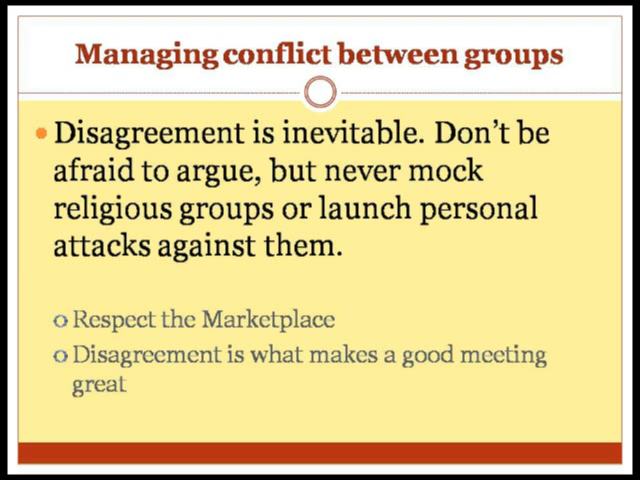 Managing conflict between groups
Disagreement is inevitable. Don't be
afraid to argue, but never mock
religious groups or launch personal
attacks against them.
Respect the Marketplace
Disagreement is what makes a good meeting
great